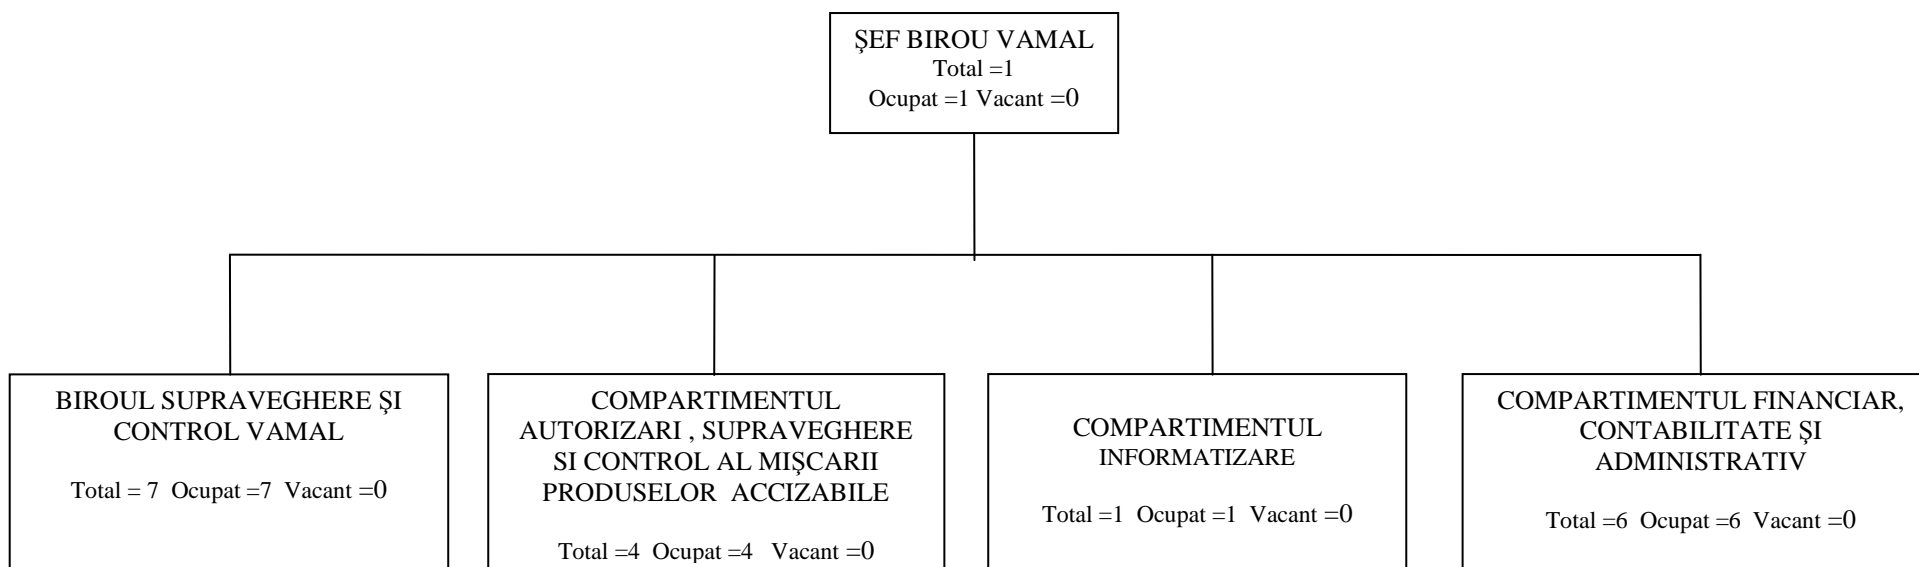 ŞEF BIROU VAMAL
Total =1
Ocupat =1 Vacant =0
BIROUL SUPRAVEGHERE ŞI
CONTROL VAMAL
Total = 7 Ocupat =7 Vacant =0
COMPARTIMENTUL
AUTORIZARI , SUPRAVEGHERE
SI CONTROL AL MIŞCARII
PRODUSELOR ACCIZABILE
Total =4 Ocupat =4 Vacant =0
COMPARTIMENTUL
INFORMATIZARE
Total =1 Ocupat =1 Vacant =0
COMPARTIMENTUL FINANCIAR,
CONTABILITATE ŞI
ADMINISTRATIV
Total =6 Ocupat =6 Vacant =0